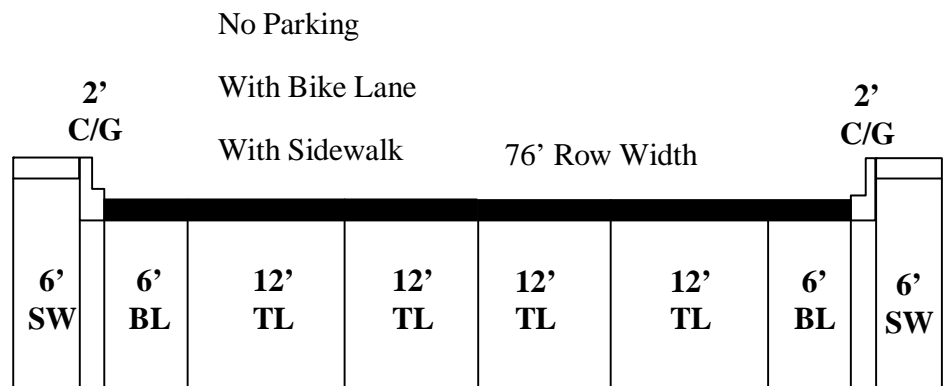 No Parking
With Bike Lane
With Sidewalk
76’ Row Width
2’
C/G
2’
C/G
6’
SW
6’
BL
12’
TL
12’
TL
12’
TL
12’
TL
6’
BL
6’
SW